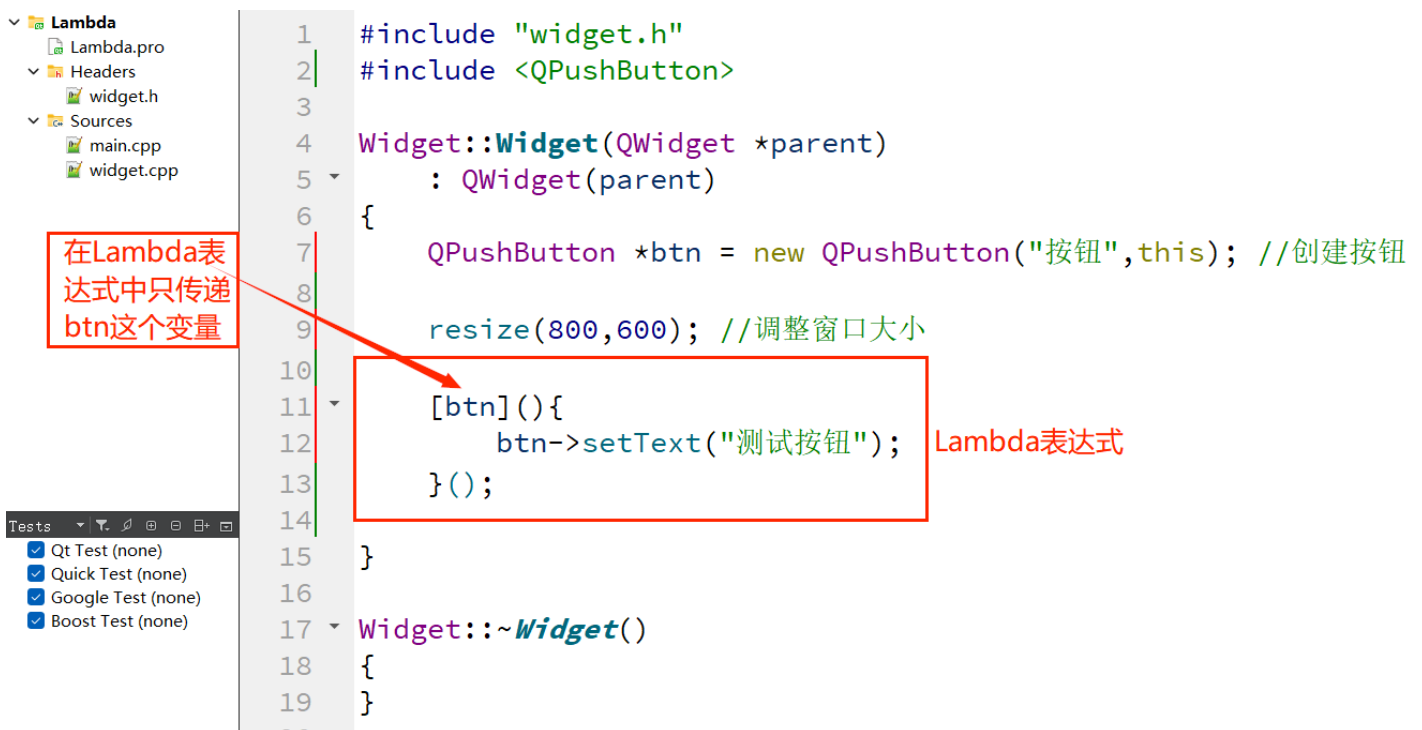 Lambda
Lambda.pro
Headers
widget.h
Sources
main.cpp
widget.cpp
在Lambda表
达式中只传递
btn这个变量
Tests
Qt Test (none)
Quick Test (none)
Google Test (none)
Boost Test (none)
1 #include "widget.h"
2 #include <QPushButton>
3
4 Widget::Widget(QWidget *parent)
5     : QWidget(parent)
6 {
7     QPushButton *btn = new QPushButton("按钮",this); //创建按钮
8
9     resize(800,600); //调整窗口大小
10
11     [btn](){
12         btn->setText("测试按钮");
Lambda表达式
13     }();
14
15 }
16
17 Widget::~Widget()
18 {
19 }